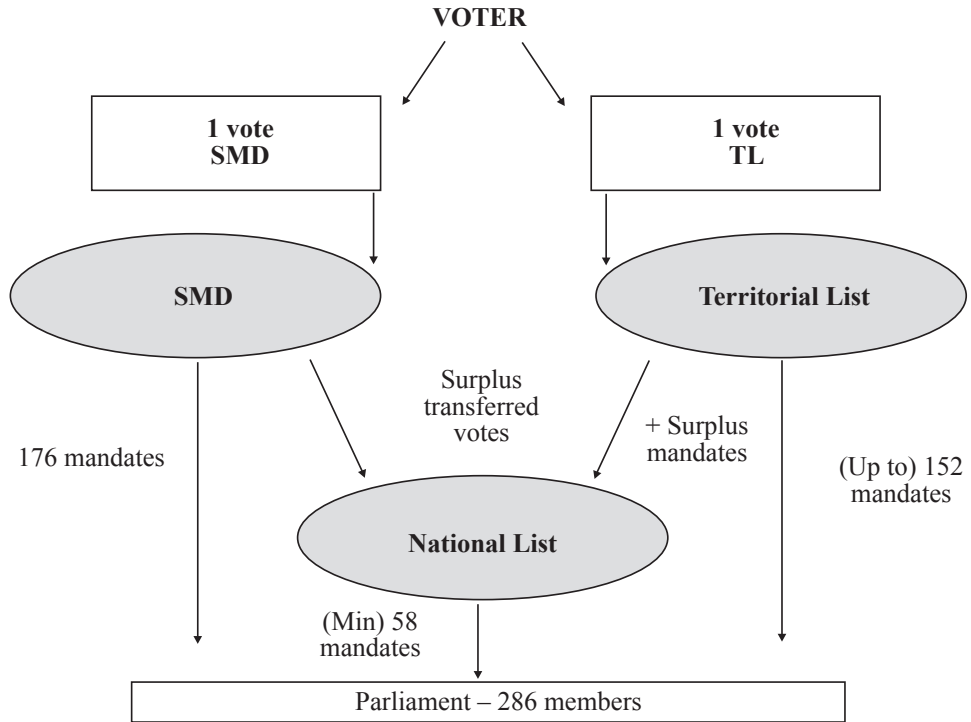 VOTER
1 vote
SMD
1 vote
TL
SMD
Territorial List
Surplus
transferred
votes
+ Surplus
mandates
176 mandates
(Up to) 152
mandates
National List
(Min) 58
mandates
Parliament – 286 members